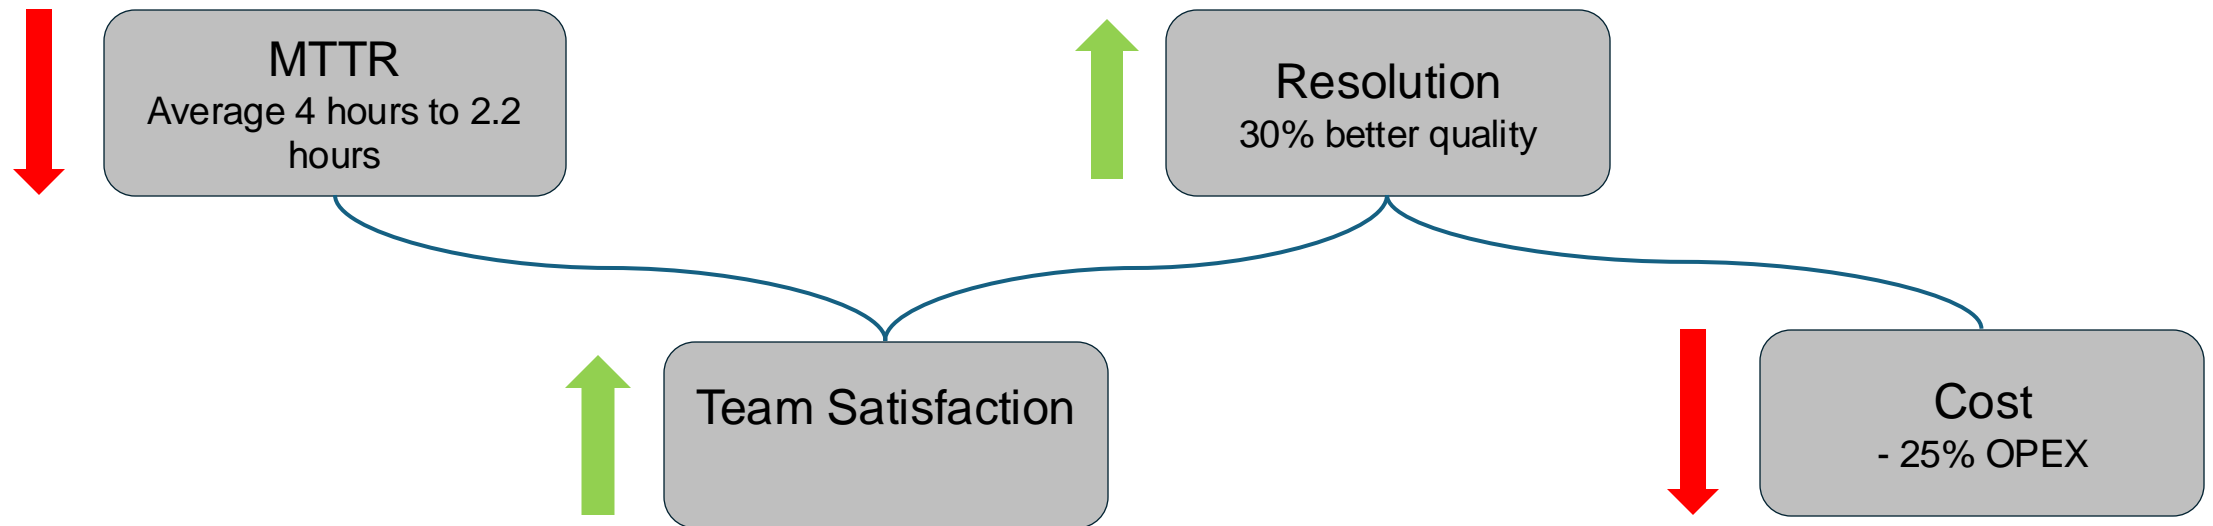 MTTR
Average 4 hours to 2.2
hours
Resolution
30% better quality
Team Satisfaction
Cost
- 25% OPEX